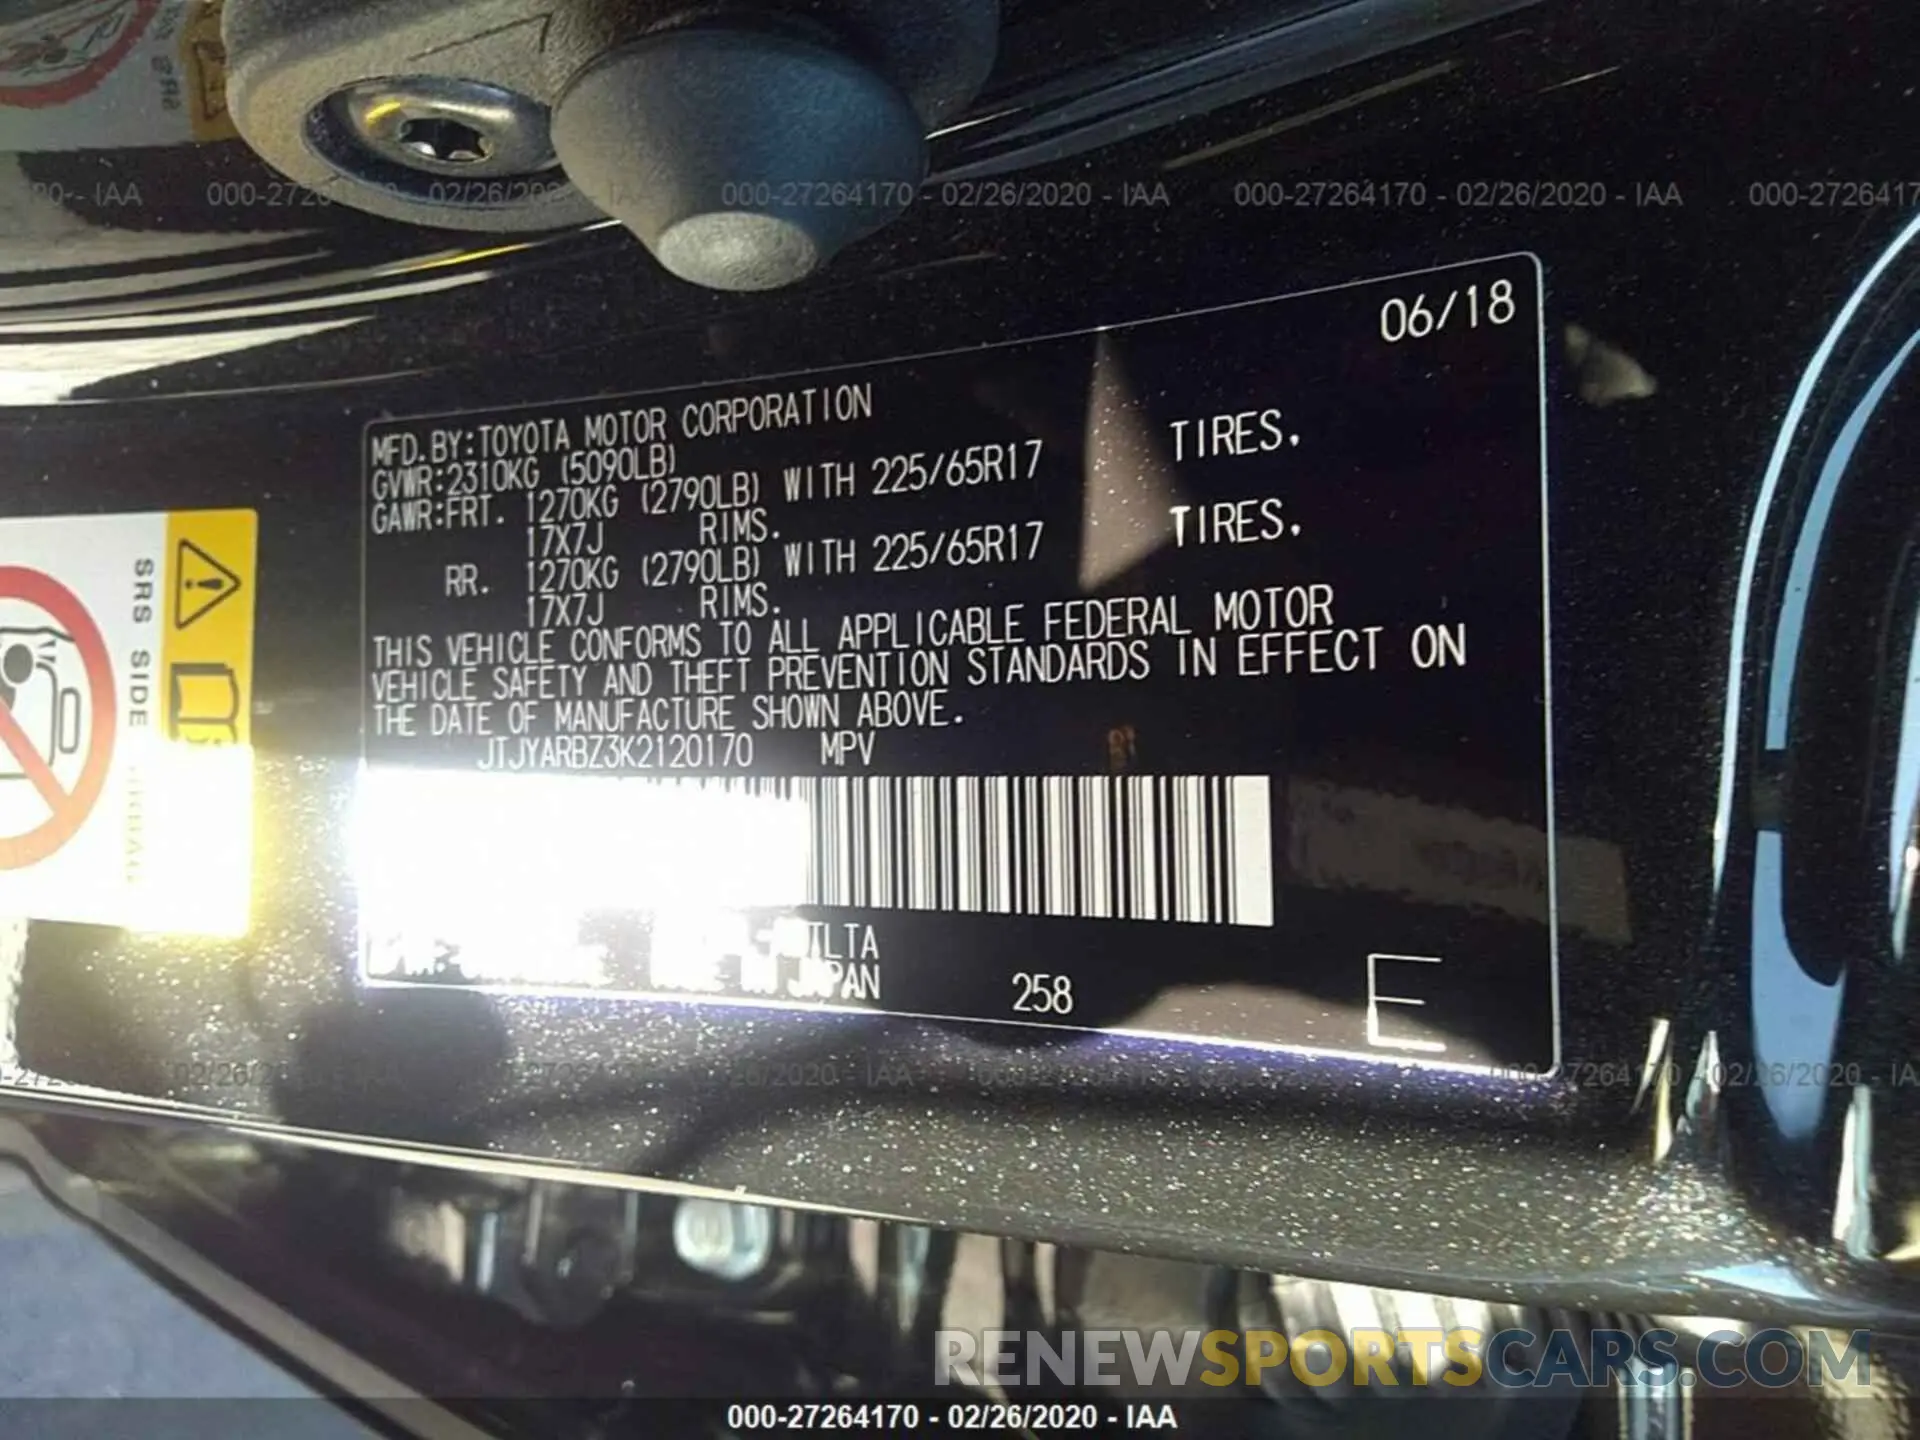 000-27264170 - 02/26/2020 - IAA
000-27264170 - 02/26/2020 - IAA
06/18
MFD.BY:TOYOTA MOTOR CORPORATION
GVWR:2310KG (5090LB)
GAWR:FRT. 1270KG (2790LB) WITH 225/65R17 TIRES.
17X7J RIMS.
RR. 1270KG (2790LB) WITH 225/65R17 TIRES.
17X7J RIMS.
THIS VEHICLE CONFORMS TO ALL APPLICABLE FEDERAL MOTOR
VEHICLE SAFETY AND THEFT PREVENTION STANDARDS IN EFFECT ON
THE DATE OF MANUFACTURE SHOWN ABOVE.
JTJYARBZ3K2120170 MPV
JAPAN
258
E
SRS SIDE
RENEWSPORTSCARS.COM
000-27264170 - 02/26/2020 - IAA